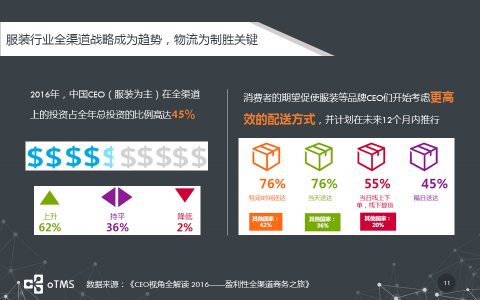 服装行业全渠道战略成为趋势，物流为制胜关键
2016年，中国CEO（服装为主）在全渠道
上的投资占全年总投资的比例高达45%
$$$$$$$$$$
上升
62%
持平
36%
降低
2%
消费者的期望促使服装等品牌CEO们开始考虑更高
效的配送方式，并计划在未来12个月内推行
76%
特定时间送达
其他国家：
42%
76%
当天送达
其他国家：
36%
55%
当日线上下
单，线下提货
其他国家：
20%
45%
隔日送达
oTMS
数据来源：《CEO视角全解读 2016——盈利性全渠道商务之旅》
11